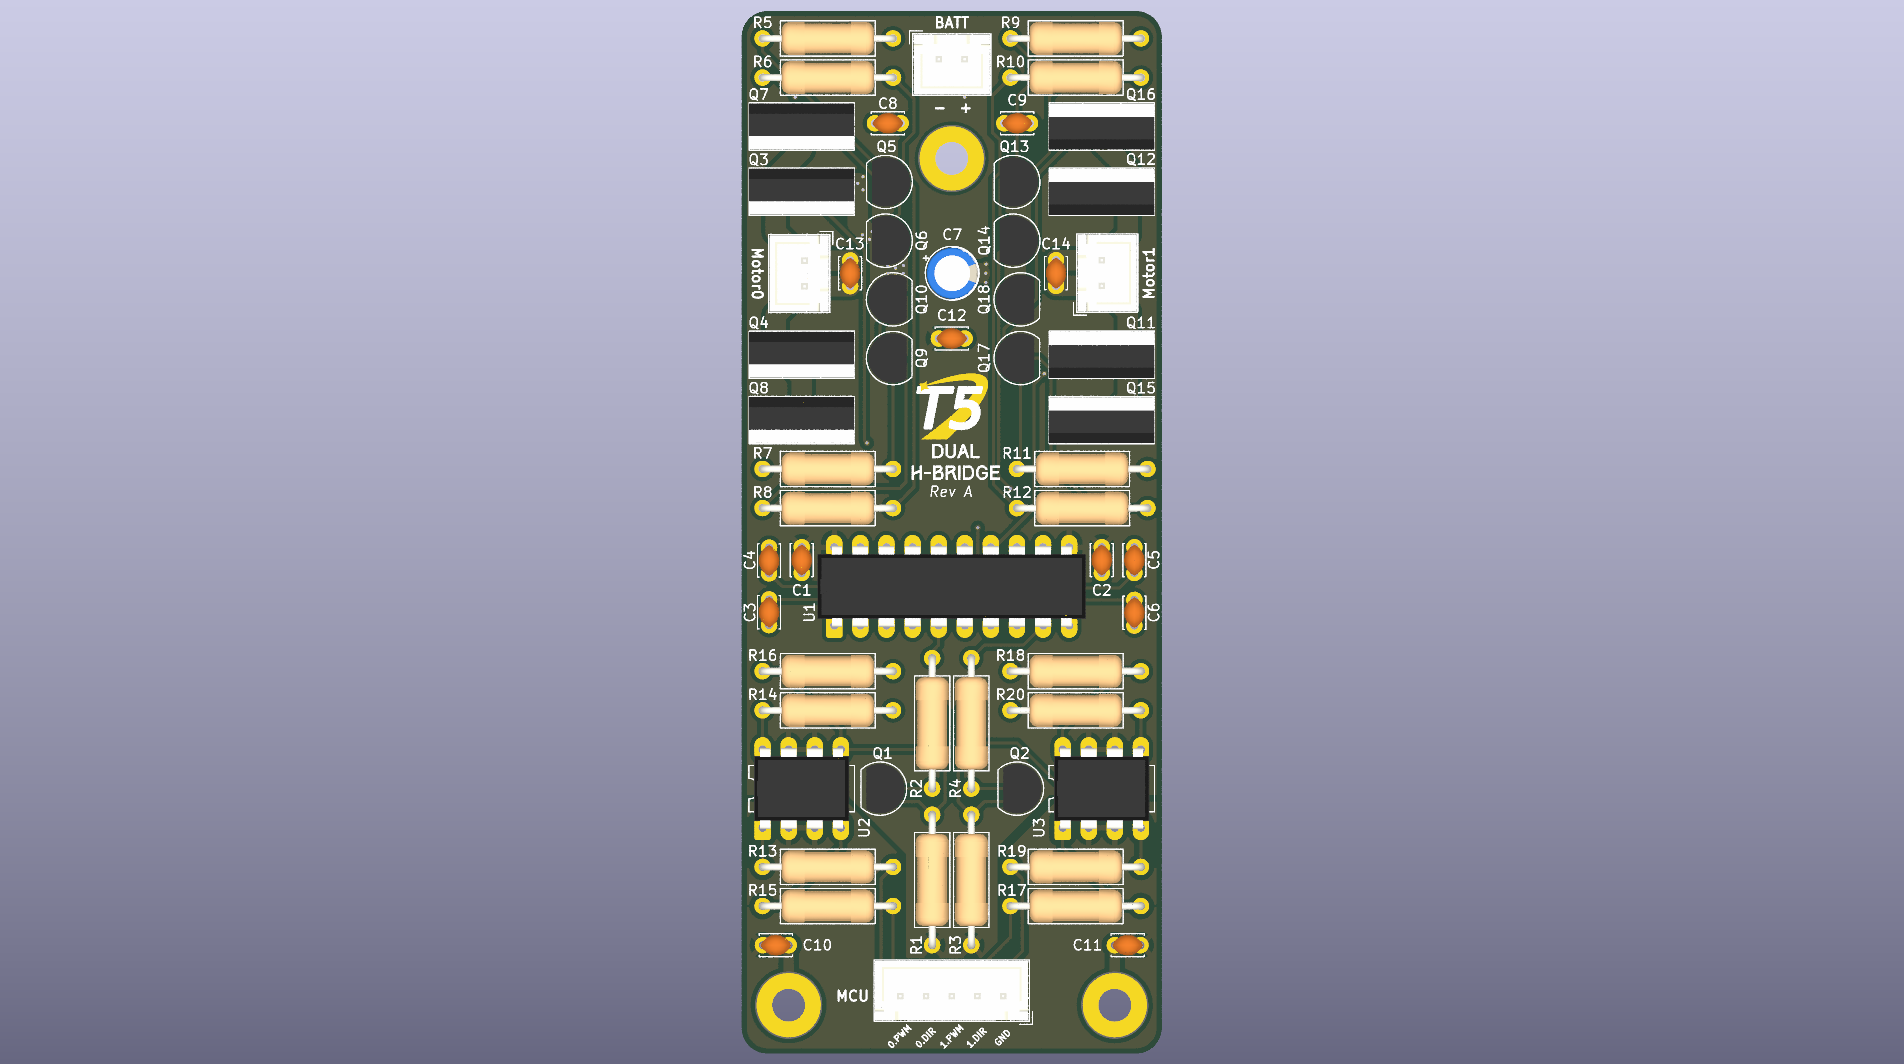 R5 BATT R9
R6 R10
Q7 C8 - + C9 Q16
Q3 Q5 Q13 Q12
Motor0 C13 Q6 + C7 Q14 C14 Motor1
Q10 Q18
Q4 C12 Q11
Q9 Q17
Q8 T5 Q15
DUAL
R7 H-BRIDGE R11
R8 Rev A R12
C4 C1 C2 C5
C3 U1 C6
R16 R18
R14 R20
Q1 Q2
R2 R4
U2 U3
R13 R19
R15 R17
C10 R1 R3 C11
MCU
0.PWM 0.DIR 1.PWM 1.DIR GND